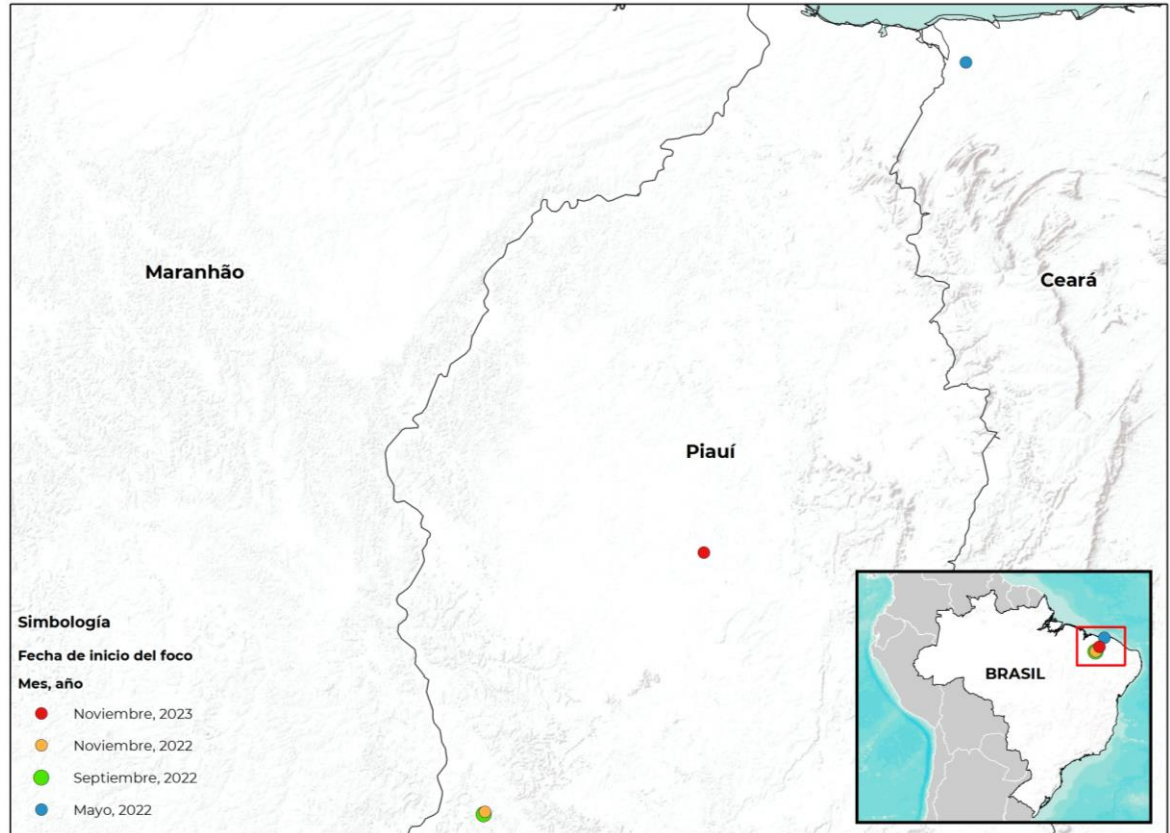 Maranhão
Ceará
Piauí
Simbología
Fecha de inicio del foco
Mes, año
Noviembre, 2023
Noviembre, 2022
Septiembre, 2022
Mayo, 2022
BRASIL